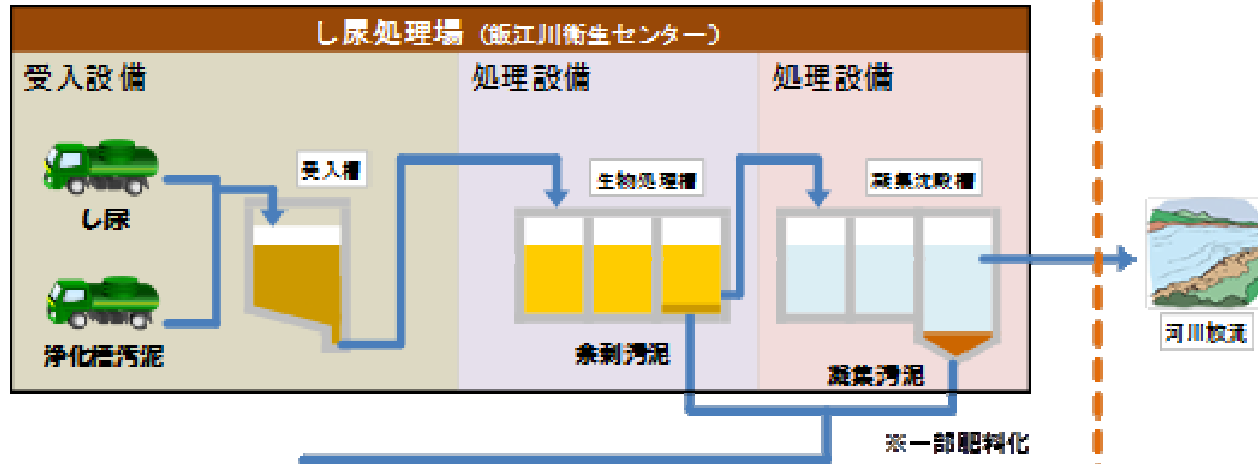 し尿処理場（飯江川衛生センター）
受入設備
処理設備
処理設備
受入槽
生物処理槽
凝集沈殿槽
し尿
浄化槽汚泥
余剰汚泥
凝集汚泥
河川放流
※一部肥料化